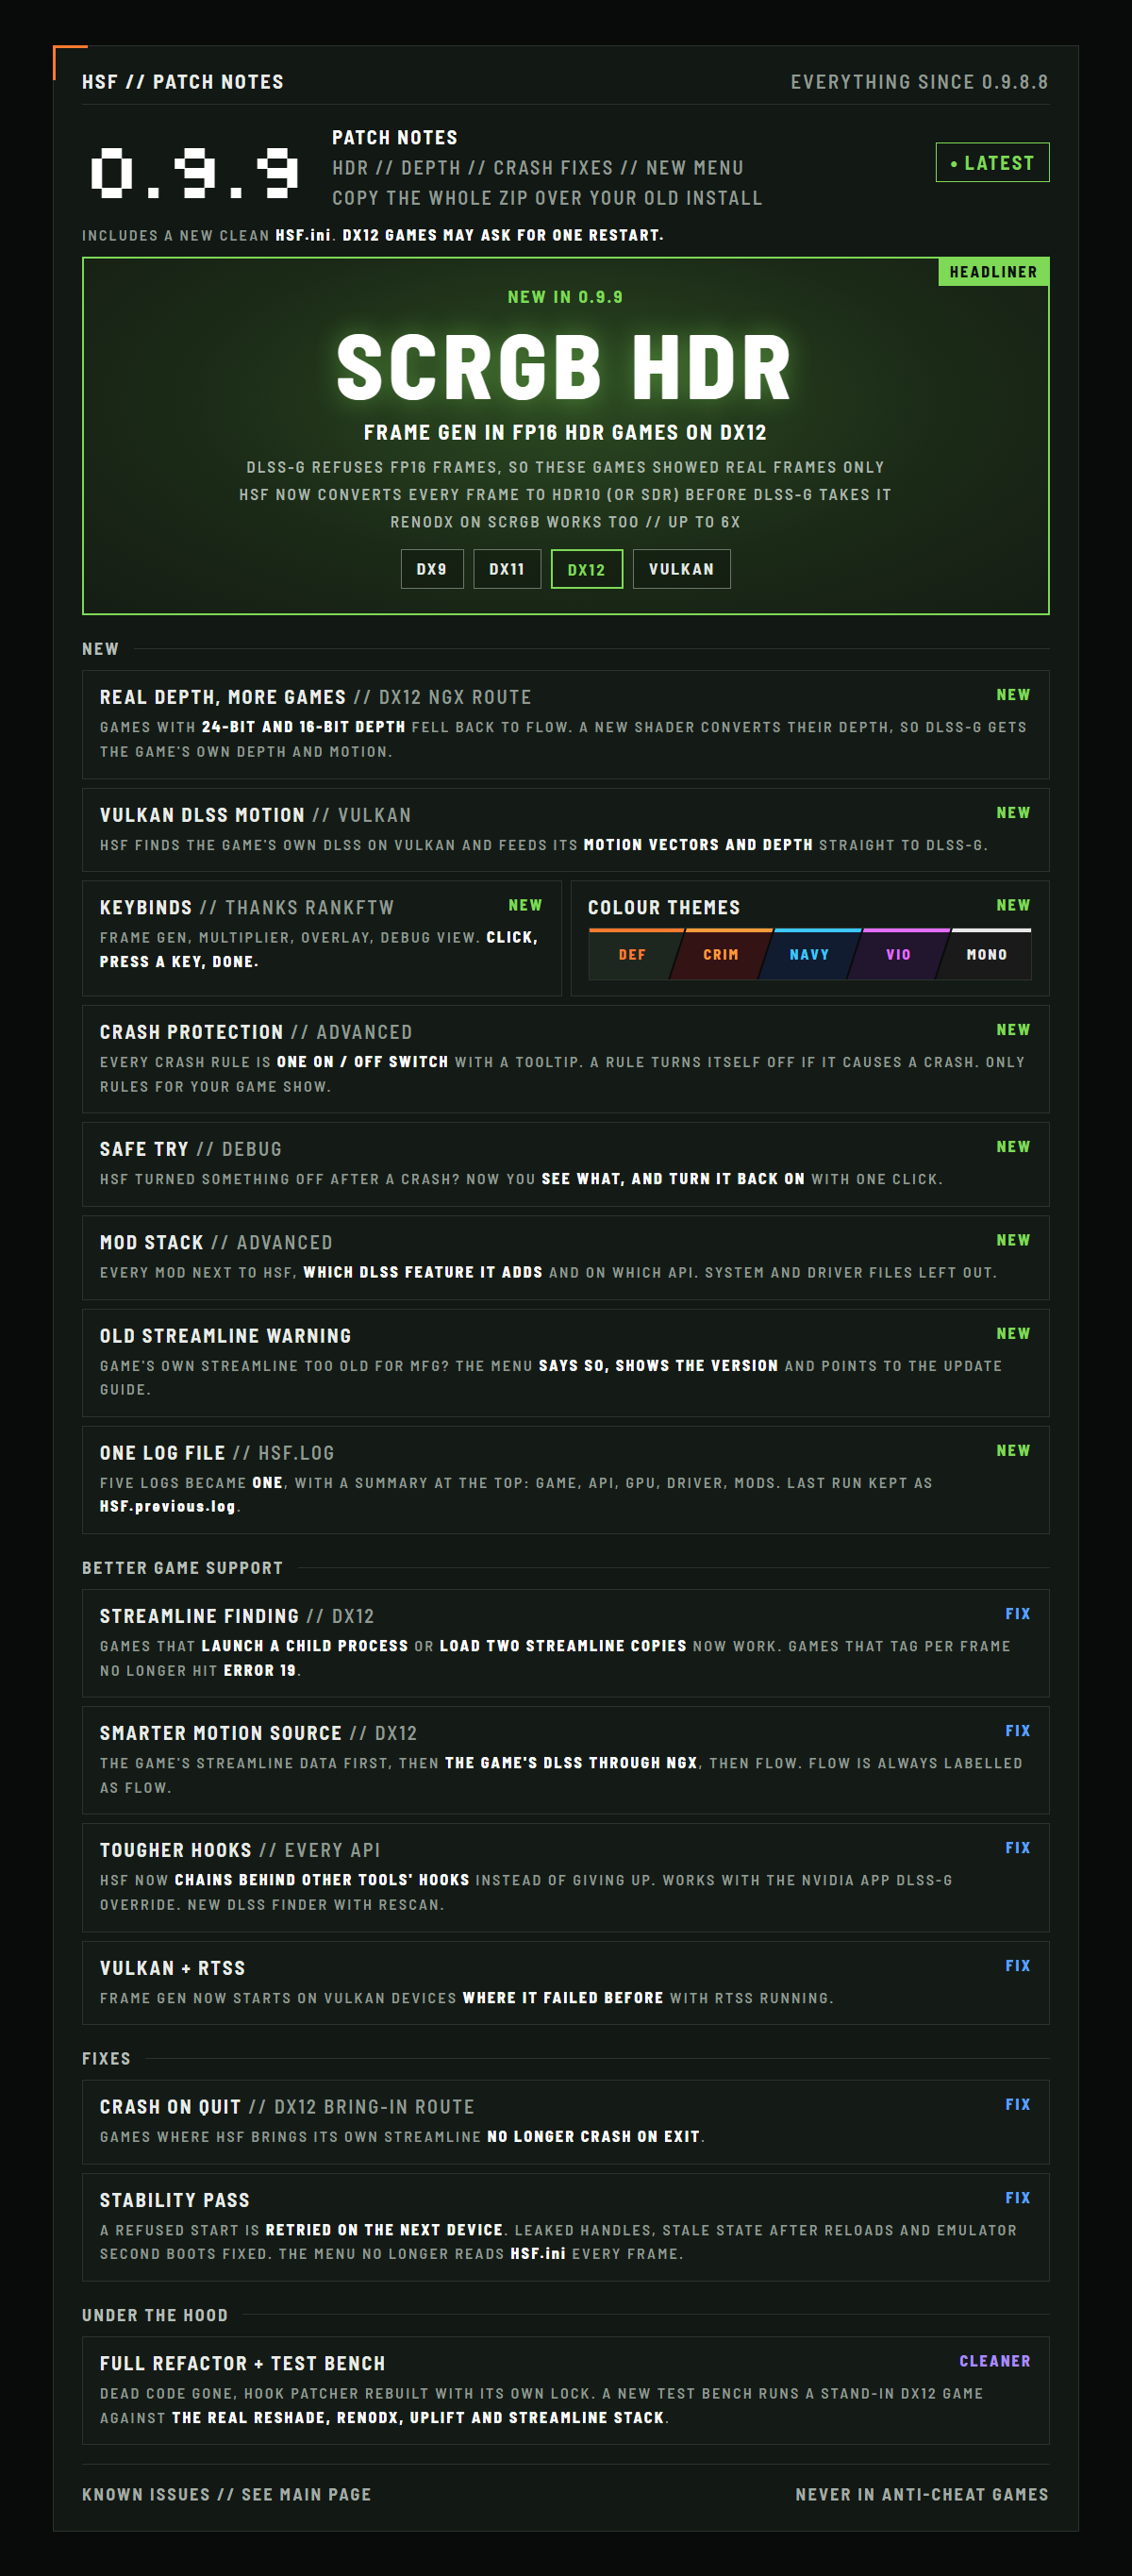 HSF // PATCH NOTES
EVERYTHING SINCE 0.9.8.8
0.9.9
PATCH NOTES
HDR // DEPTH // CRASH FIXES // NEW MENU
COPY THE WHOLE ZIP OVER YOUR OLD INSTALL
• LATEST
INCLUDES A NEW CLEAN HSF.ini. DX12 GAMES MAY ASK FOR ONE RESTART.
HEADLINER
NEW IN 0.9.9
SCRGB HDR
FRAME GEN IN FP16 HDR GAMES ON DX12
DLSS-G REFUSES FP16 FRAMES, SO THESE GAMES SHOWED REAL FRAMES ONLY
HSF NOW CONVERTS EVERY FRAME TO HDR10 (OR SDR) BEFORE DLSS-G TAKES IT
RENODX ON SCRGB WORKS TOO // UP TO 6X
DX9 DX11 DX12 VULKAN
NEW
REAL DEPTH, MORE GAMES // DX12 NGX ROUTE
NEW
GAMES WITH 24-BIT AND 16-BIT DEPTH FELL BACK TO FLOW. A NEW SHADER CONVERTS THEIR DEPTH, SO DLSS-G GETS
THE GAME'S OWN DEPTH AND MOTION.
VULKAN DLSS MOTION // VULKAN
NEW
HSF FINDS THE GAME'S OWN DLSS ON VULKAN AND FEEDS ITS MOTION VECTORS AND DEPTH STRAIGHT TO DLSS-G.
KEYBINDS // THANKS RANKFTW
NEW
FRAME GEN, MULTIPLIER, OVERLAY, DEBUG VIEW. CLICK,
PRESS A KEY, DONE.
COLOUR THEMES
NEW
DEF CRIM NAVY VIO MONO
CRASH PROTECTION // ADVANCED
NEW
EVERY CRASH RULE IS ONE ON / OFF SWITCH WITH A TOOLTIP. A RULE TURNS ITSELF OFF IF IT CAUSES A CRASH. ONLY
RULES FOR YOUR GAME SHOW.
SAFE TRY // DEBUG
NEW
HSF TURNED SOMETHING OFF AFTER A CRASH? NOW YOU SEE WHAT, AND TURN IT BACK ON WITH ONE CLICK.
MOD STACK // ADVANCED
NEW
EVERY MOD NEXT TO HSF, WHICH DLSS FEATURE IT ADDS AND ON WHICH API. SYSTEM AND DRIVER FILES LEFT OUT.
OLD STREAMLINE WARNING
NEW
GAME'S OWN STREAMLINE TOO OLD FOR MFG? THE MENU SAYS SO, SHOWS THE VERSION AND POINTS TO THE UPDATE
GUIDE.
ONE LOG FILE // HSF.LOG
NEW
FIVE LOGS BECAME ONE, WITH A SUMMARY AT THE TOP: GAME, API, GPU, DRIVER, MODS. LAST RUN KEPT AS
HSF.previous.log.
BETTER GAME SUPPORT
STREAMLINE FINDING // DX12
FIX
GAMES THAT LAUNCH A CHILD PROCESS OR LOAD TWO STREAMLINE COPIES NOW WORK. GAMES THAT TAG PER FRAME
NO LONGER HIT ERROR 19.
SMARTER MOTION SOURCE // DX12
FIX
THE GAME'S STREAMLINE DATA FIRST, THEN THE GAME'S DLSS THROUGH NGX, THEN FLOW. FLOW IS ALWAYS LABELLED
AS FLOW.
TOUGHER HOOKS // EVERY API
FIX
HSF NOW CHAINS BEHIND OTHER TOOLS' HOOKS INSTEAD OF GIVING UP. WORKS WITH THE NVIDIA APP DLSS-G
OVERRIDE. NEW DLSS FINDER WITH RESCAN.
VULKAN + RTSS
FIX
FRAME GEN NOW STARTS ON VULKAN DEVICES WHERE IT FAILED BEFORE WITH RTSS RUNNING.
FIXES
CRASH ON QUIT // DX12 BRING-IN ROUTE
FIX
GAMES WHERE HSF BRINGS ITS OWN STREAMLINE NO LONGER CRASH ON EXIT.
STABILITY PASS
FIX
A REFUSED START IS RETRIED ON THE NEXT DEVICE. LEAKED HANDLES, STALE STATE AFTER RELOADS AND EMULATOR
SECOND BOOTS FIXED. THE MENU NO LONGER READS HSF.ini EVERY FRAME.
UNDER THE HOOD
FULL REFACTOR + TEST BENCH
CLEANER
DEAD CODE GONE, HOOK PATCHER REBUILT WITH ITS OWN LOCK. A NEW TEST BENCH RUNS A STAND-IN DX12 GAME
AGAINST THE REAL RESHADE, RENODX, UPLIFT AND STREAMLINE STACK.
KNOWN ISSUES // SEE MAIN PAGE
NEVER IN ANTI-CHEAT GAMES